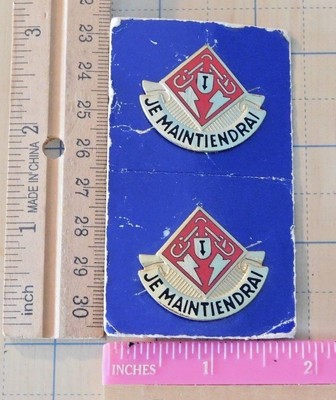 JE MAINTIENDRAI
JE MAINTIENDRAI
3
2
MADE IN CHINA
1
inch
23
24
25
26
27
28
29
30
INCHES
1
2